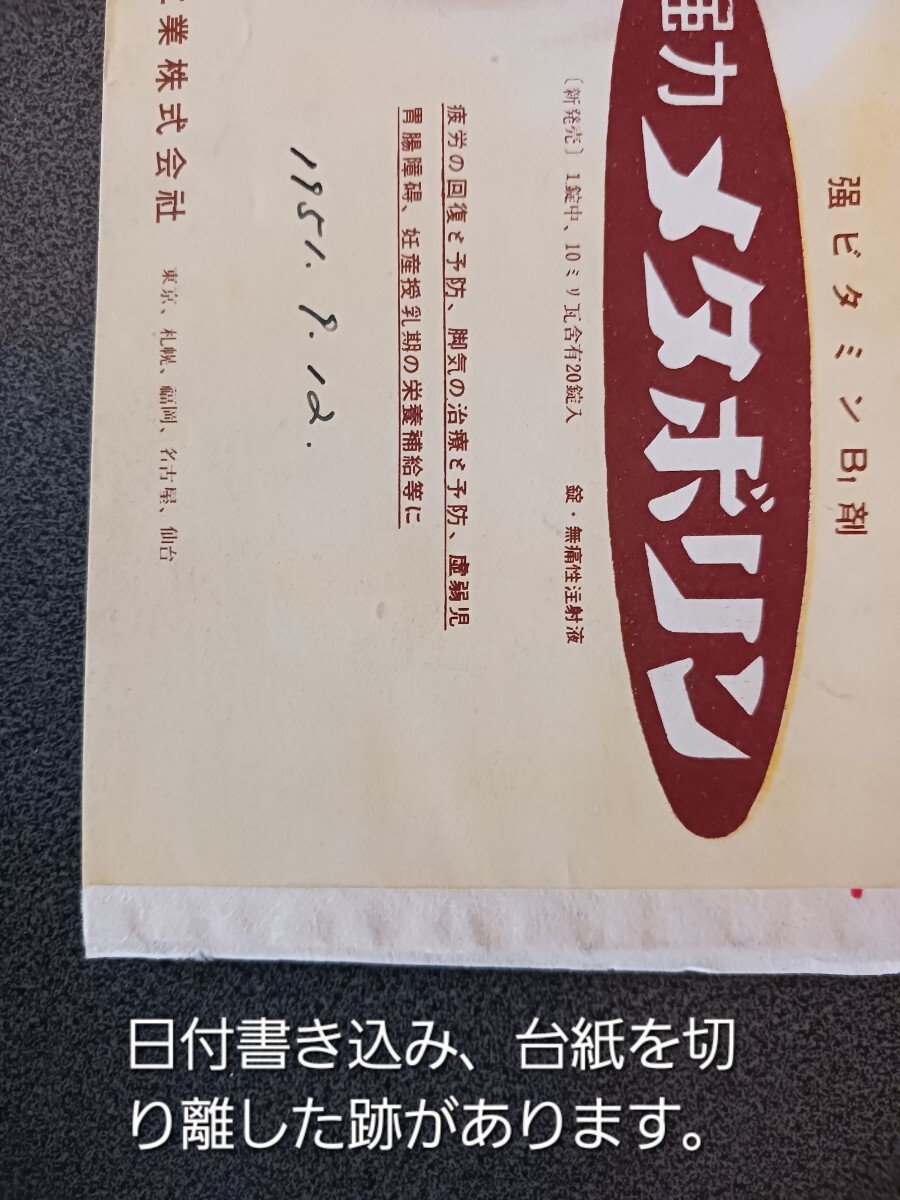 強ビタミンB1剤
力メタボリン
〔新発売〕 1錠中、10ミリ瓦含有20錠入 錠・無痛性注射液
疲労の回復と予防、脚気の治療と予防、虚弱児
胃腸障碍、妊産授乳期の栄養補給等に
1951. 9. 12.
業株式会社 東京、札幌、福岡、名古屋、仙台
日付書き込み、台紙を切
り離した跡があります。